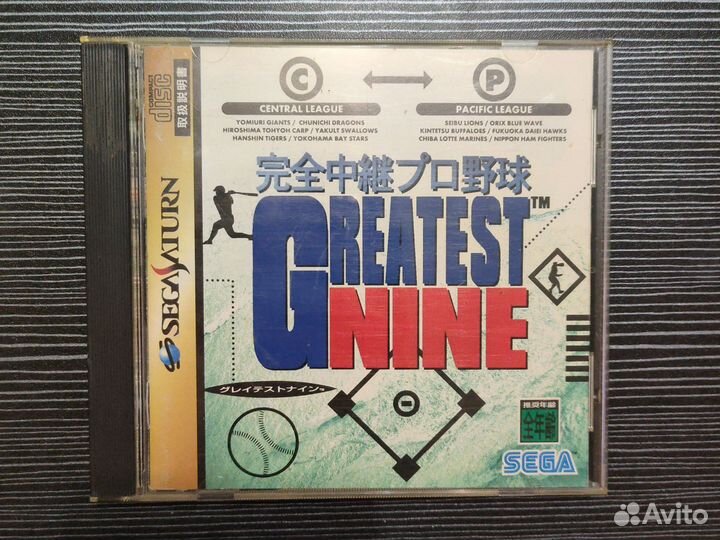 COMPACT
DISC
取扱説明書
SEGA SATURN
C
P
CENTRAL LEAGUE
PACIFIC LEAGUE
YOMIURI GIANTS / CHUNICHI DRAGONS
HIROSHIMA TOHYOH CARP / YAKULT SWALLOWS
HANSHIN TIGERS / YOKOHAMA BAY STARS
SEIBU LIONS / ORIX BLUE WAVE
KINTETSU BUFFALOES / FUKUOKA DAIEI HAWKS
CHIBA LOTTE MARINES / NIPPON HAM FIGHTERS
完全中継プロ野球
GREATEST™
NINE
グレイテストナイン™
推奨年齢
SEGA
Avito